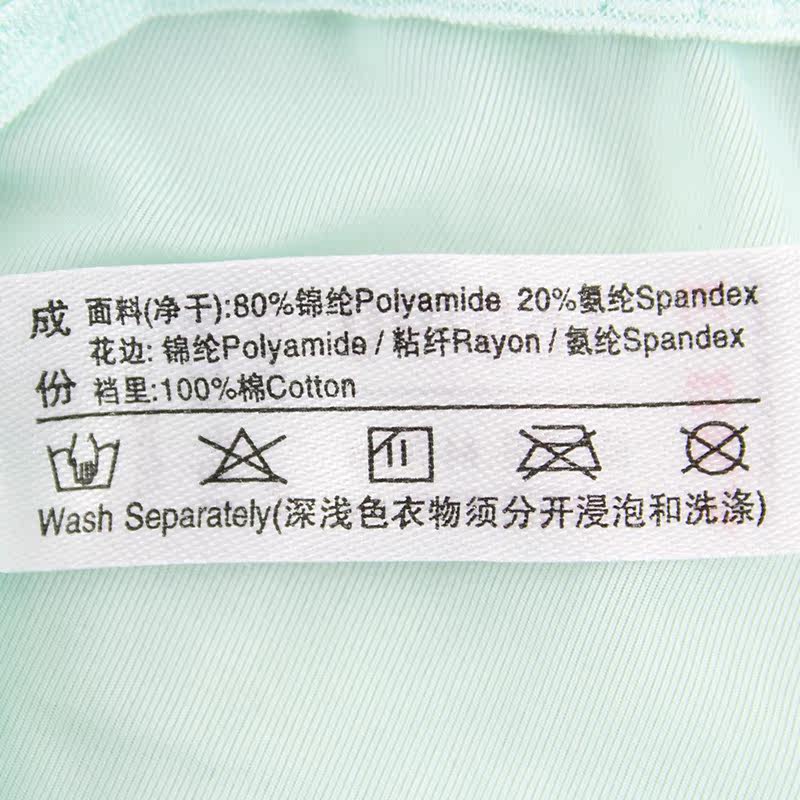 成份
面料(净干):80%锦纶Polyamide 20%氨纶Spandex
花边: 锦纶Polyamide / 粘纤Rayon / 氨纶Spandex
裆里:100%棉Cotton
Wash Separately(深浅色衣物须分开浸泡和洗涤)